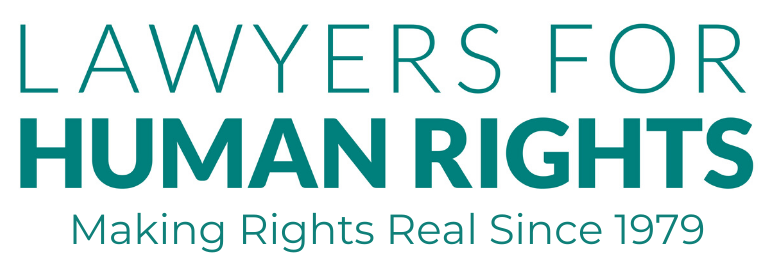 LAWYERS FOR
HUMAN RIGHTS
Making Rights Real Since 1979